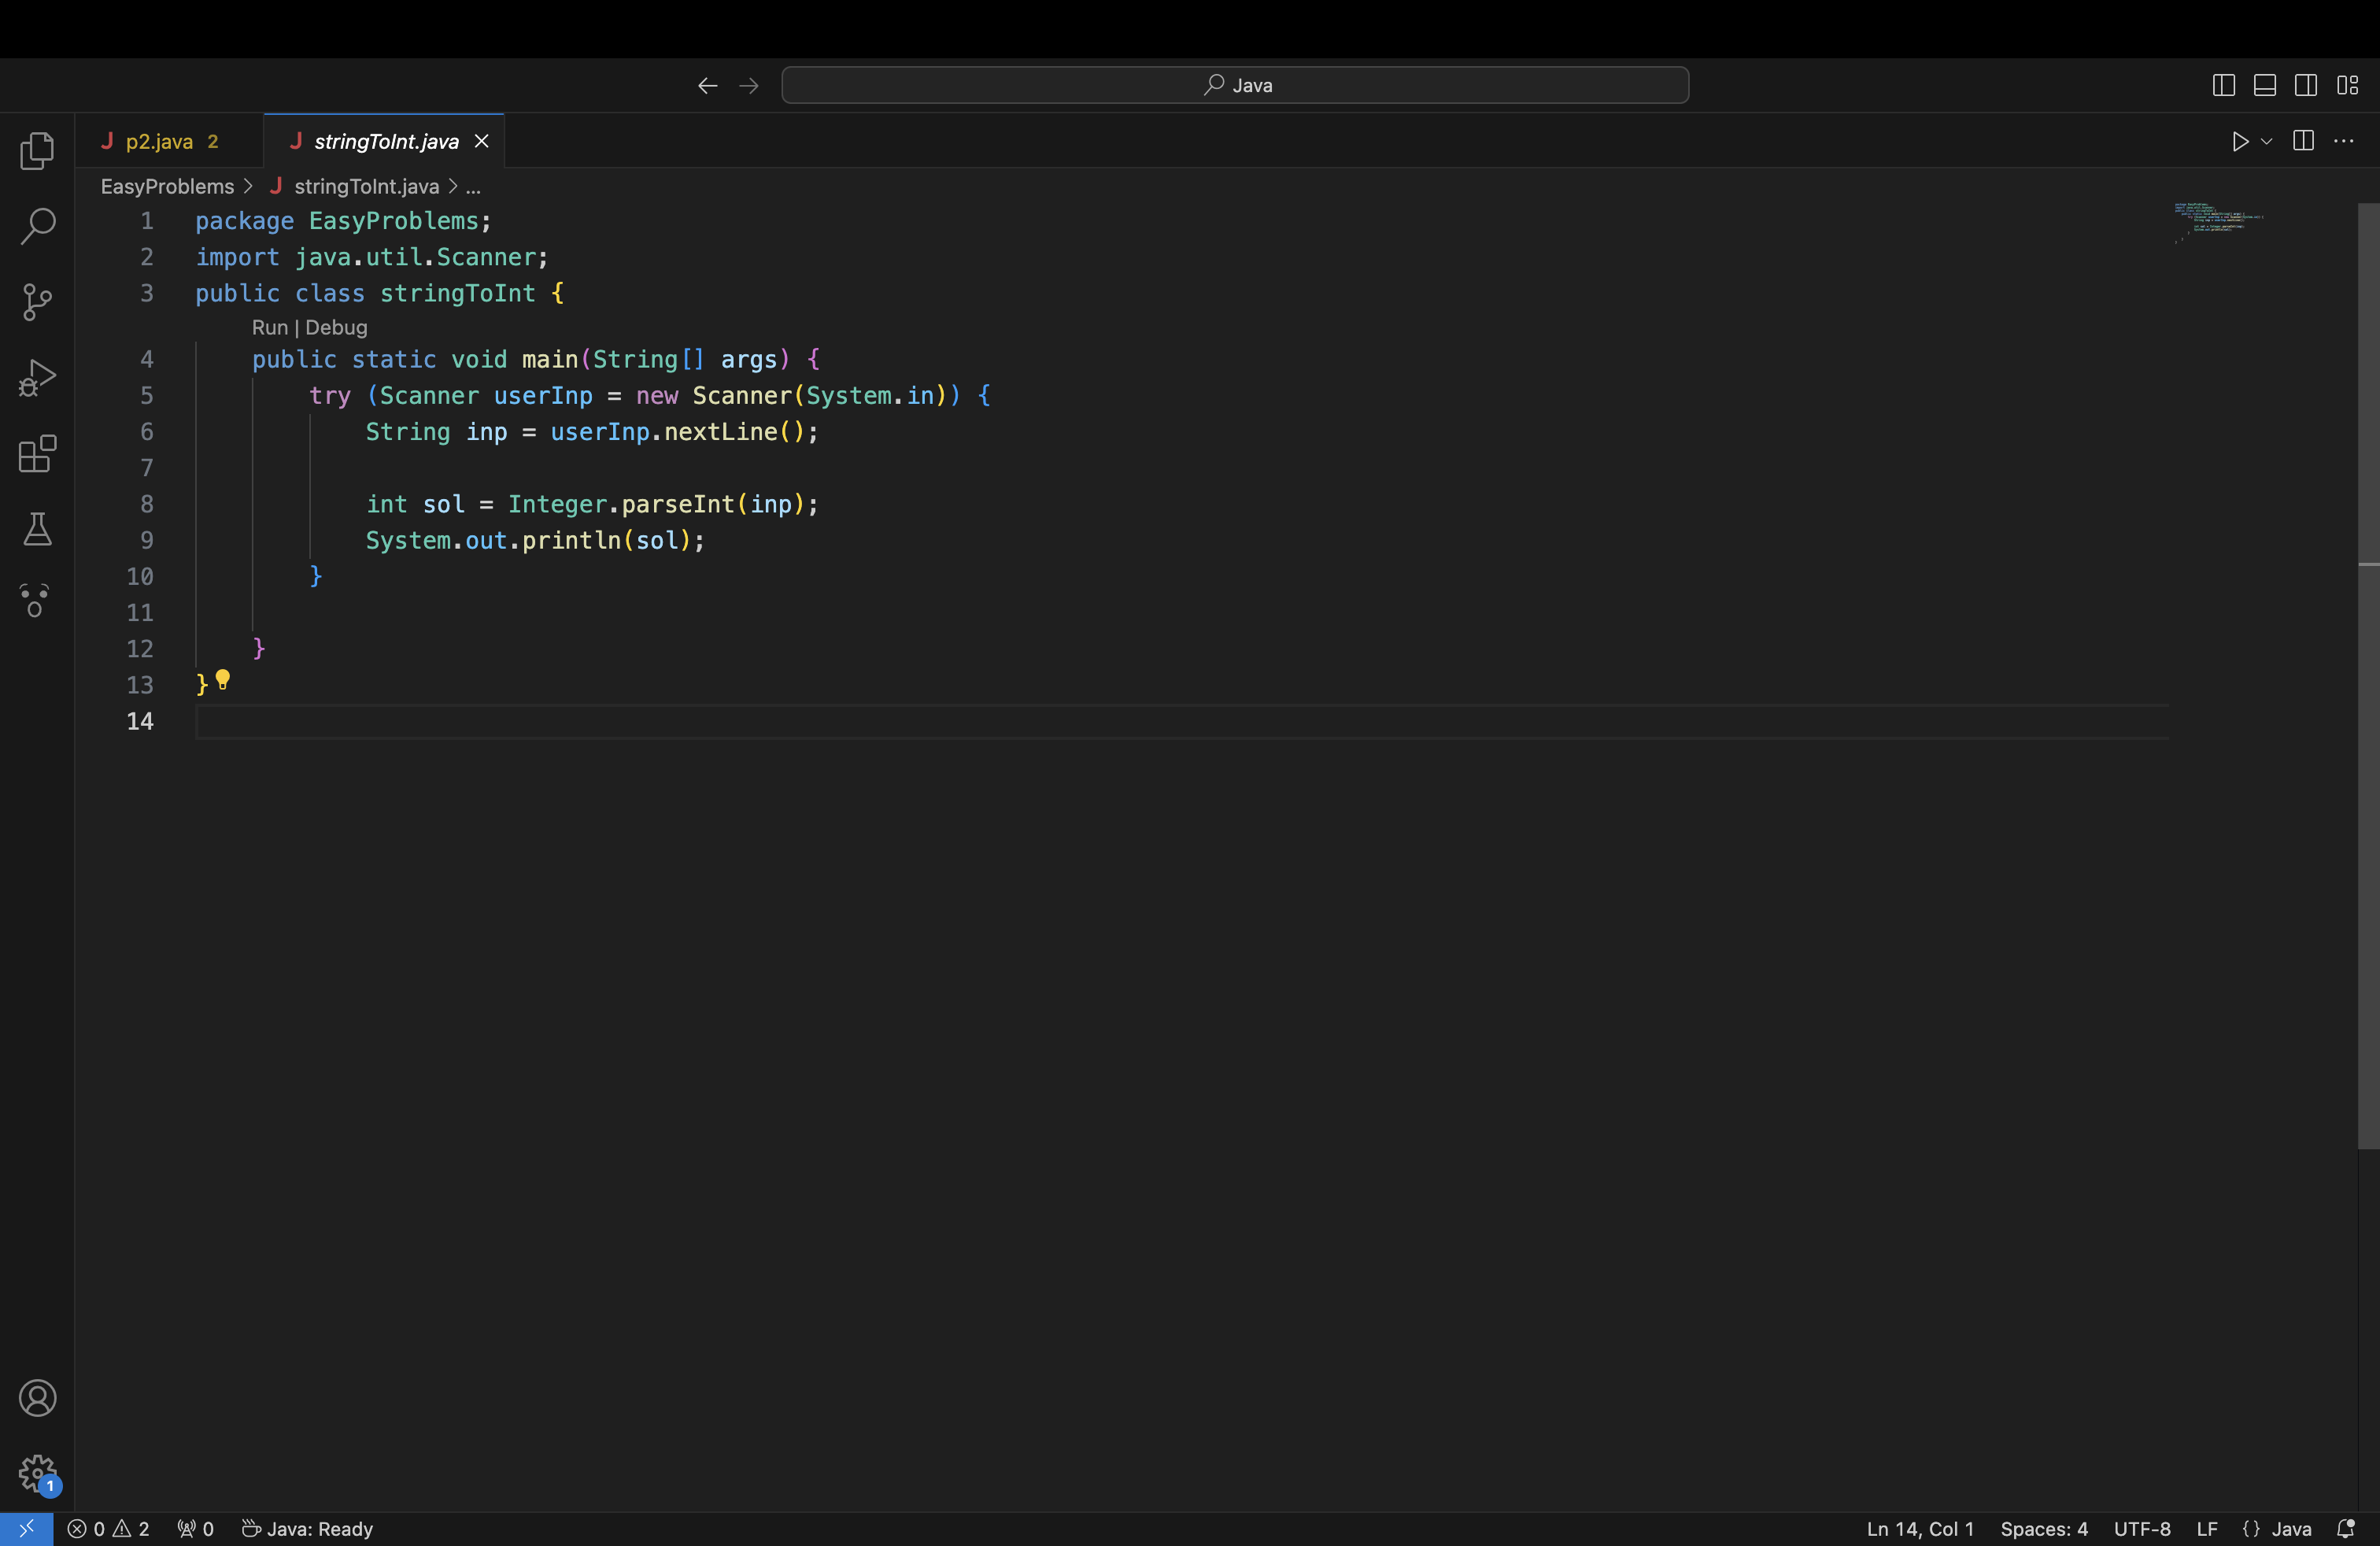 Java
J p2.java 2
J stringToInt.java
EasyProblems > J stringToInt.java > ...
1 package EasyProblems;
2 import java.util.Scanner;
3 public class stringToInt {
Run | Debug
4 public static void main(String[] args) {
5 try (Scanner userInp = new Scanner(System.in)) {
6 String inp = userInp.nextLine();
7
8 int sol = Integer.parseInt(inp);
9 System.out.println(sol);
10 }
11
12 }
13 }
14
1
0 2 0 Java: Ready Ln 14, Col 1 Spaces: 4 UTF-8 LF {} Java